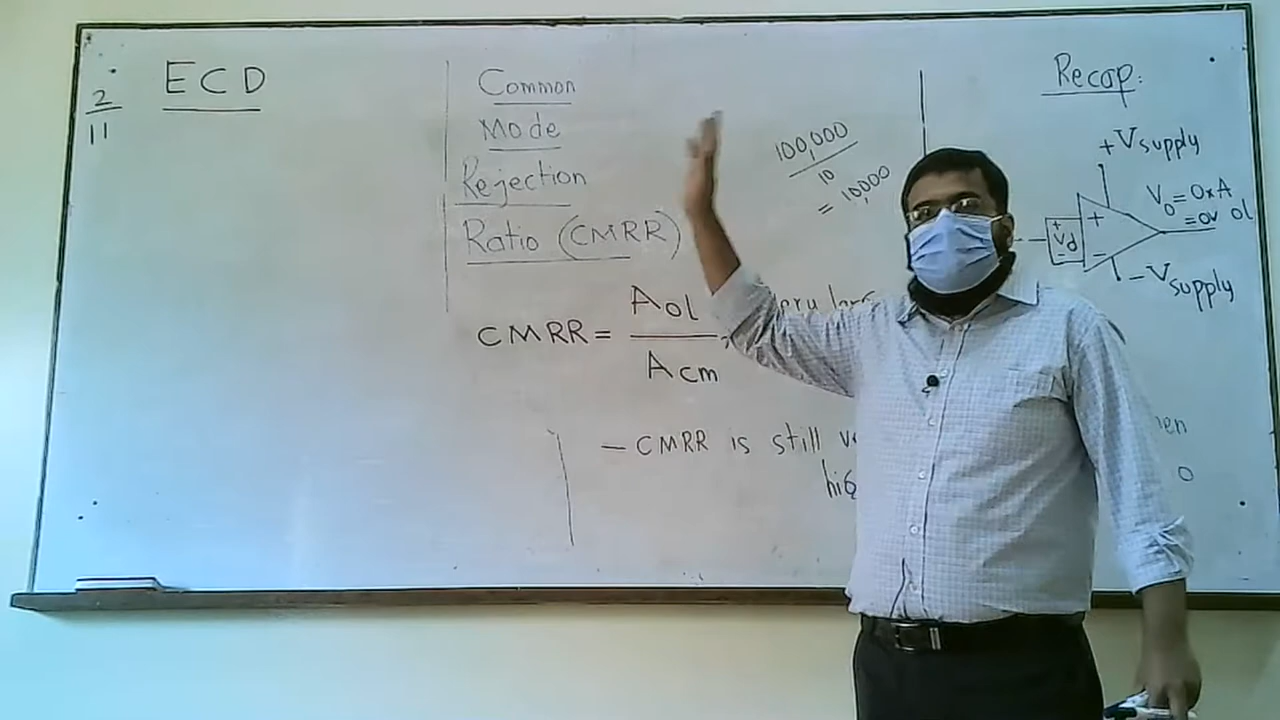 2
11
ECD
Common
Mode
Rejection
Ratio (CMRR)
100,000
10
= 10,000
CMRR =
Aol
Acm
- CMRR is still
Recap:
+Vsupply
Vo = 0xA
= 0v ol
+
Vd
-
+
-
-Vsupply
0